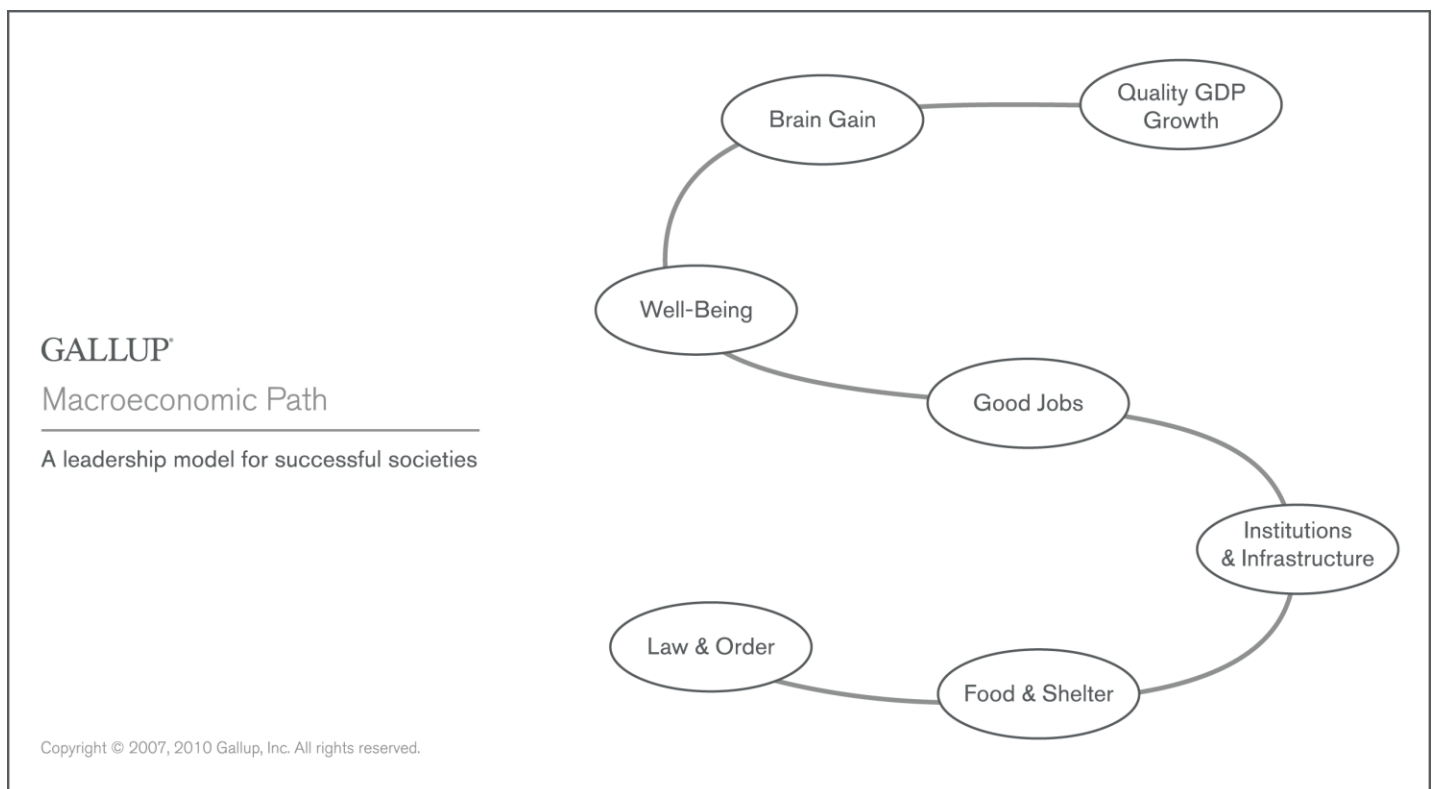 GALLUP®
Macroeconomic Path
A leadership model for successful societies
Brain Gain
Quality GDP
Growth
Well-Being
Good Jobs
Institutions
& Infrastructure
Law & Order
Food & Shelter
Copyright © 2007, 2010 Gallup, Inc. All rights reserved.